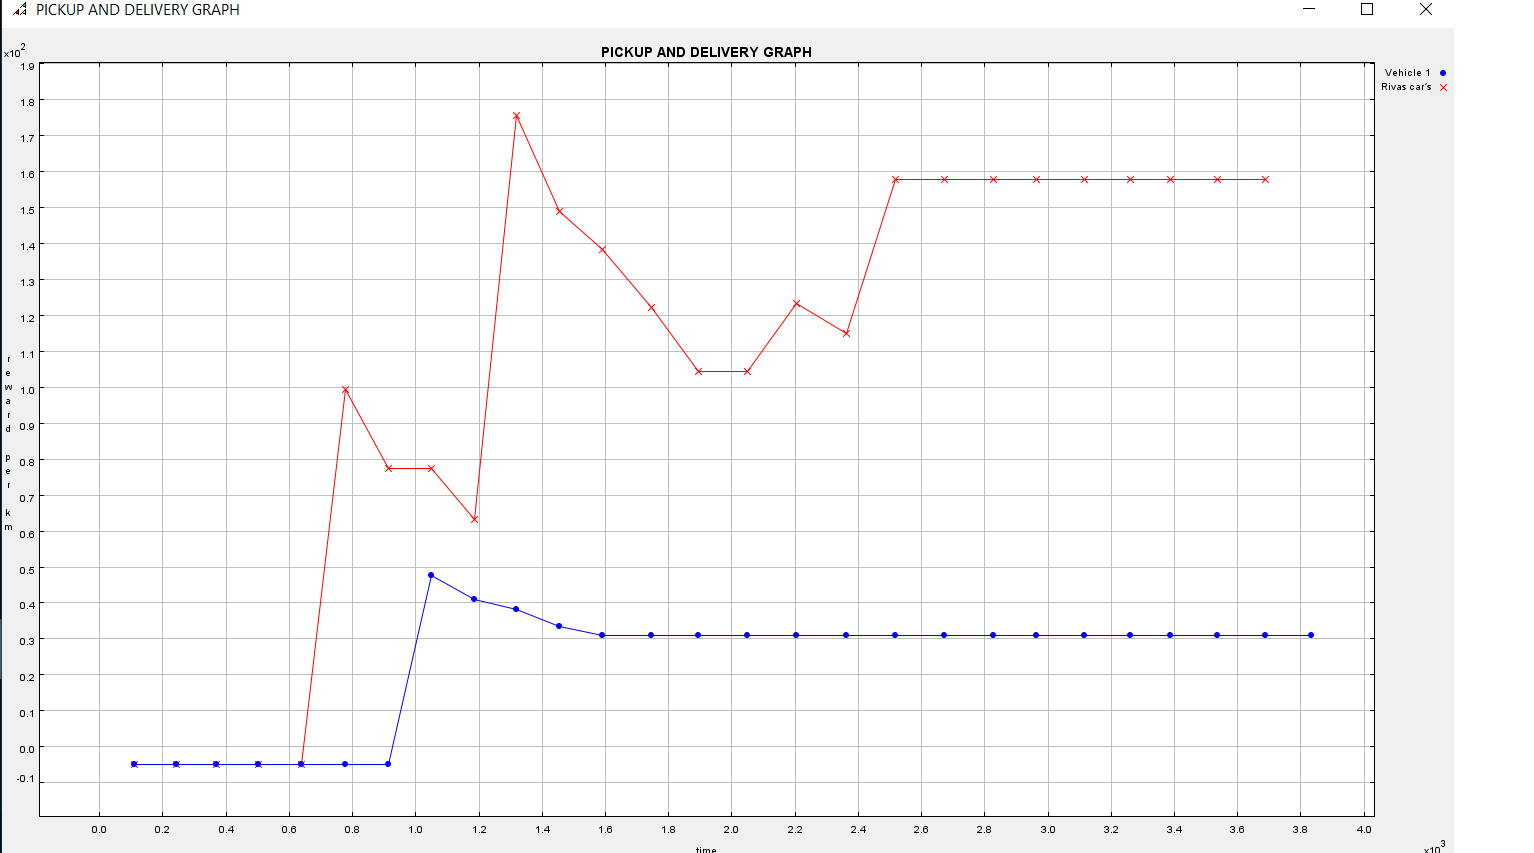 PICKUP AND DELIVERY GRAPH
PICKUP AND DELIVERY GRAPH
x10²
Vehicle 1
Rivas car's
1.9
1.8
1.7
1.6
1.5
1.4
1.3
1.2
1.1
1.0
0.9
0.8
0.7
0.6
0.5
0.4
0.3
0.2
0.1
0.0
-0.1
reward per km
0.0 0.2 0.4 0.6 0.8 1.0 1.2 1.4 1.6 1.8 2.0 2.2 2.4 2.6 2.8 3.0 3.2 3.4 3.6 3.8 4.0
time
x10³